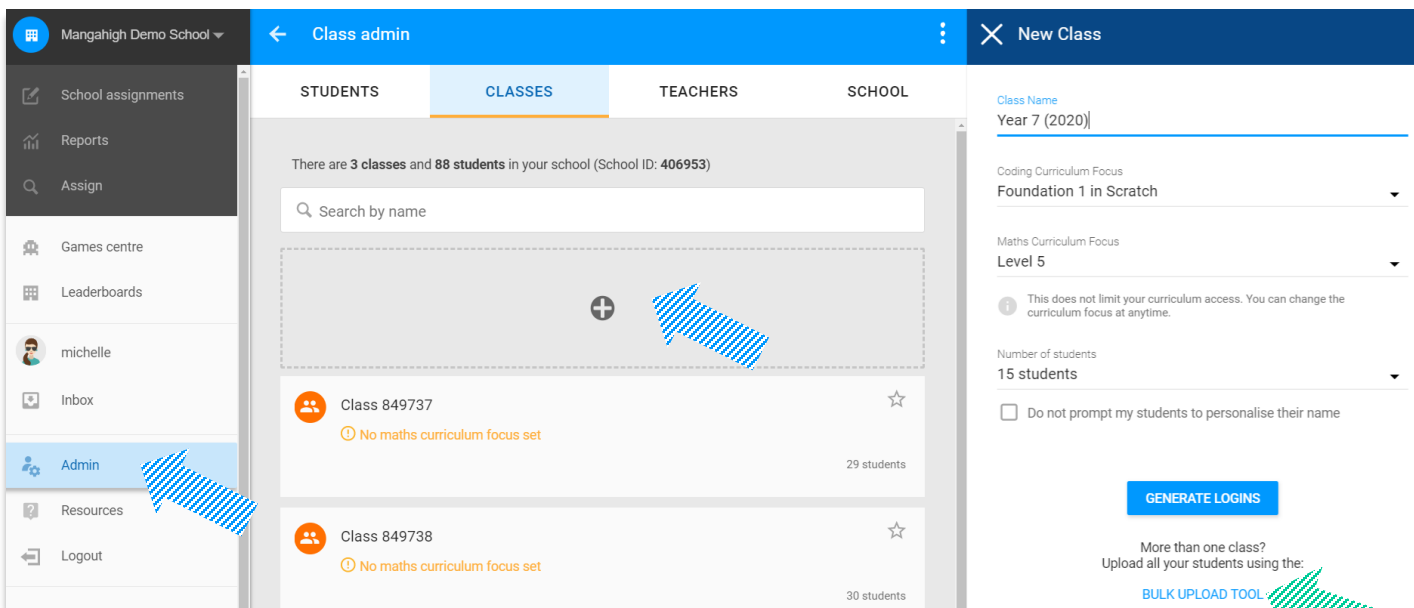 Mangahigh Demo School
School assignments
Reports
Assign
Games centre
Leaderboards
michelle
Inbox
Admin
Resources
Logout
Class admin
STUDENTS
CLASSES
TEACHERS
SCHOOL
There are 3 classes and 88 students in your school (School ID: 406953)
Search by name
Class 849737
No maths curriculum focus set
29 students
Class 849738
No maths curriculum focus set
30 students
New Class
Class Name
Year 7 (2020)
Coding Curriculum Focus
Foundation 1 in Scratch
Maths Curriculum Focus
Level 5
This does not limit your curriculum access. You can change the
curriculum focus at anytime.
Number of students
15 students
Do not prompt my students to personalise their name
GENERATE LOGINS
More than one class?
Upload all your students using the:
BULK UPLOAD TOOL